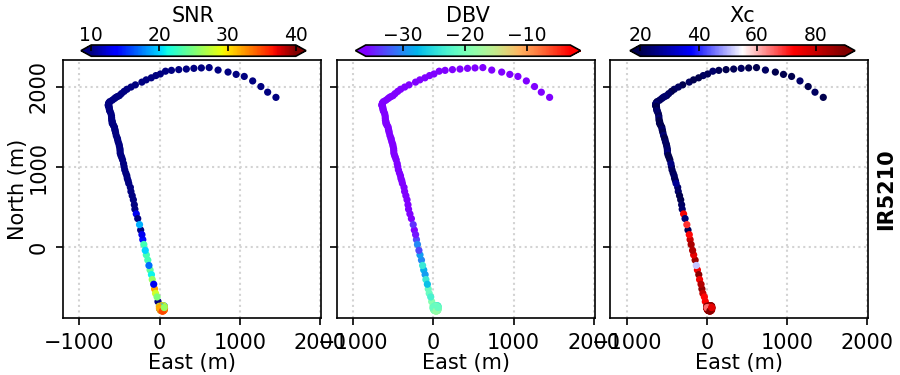 SNR DBV Xc
10 20 30 40 −30 −20 −10 20 40 60 80
2000
1000
0
North (m)
IR5210
−1000 0 1000 2000 −1000 0 1000 2000 −1000 0 1000 2000
East (m) East (m) East (m)